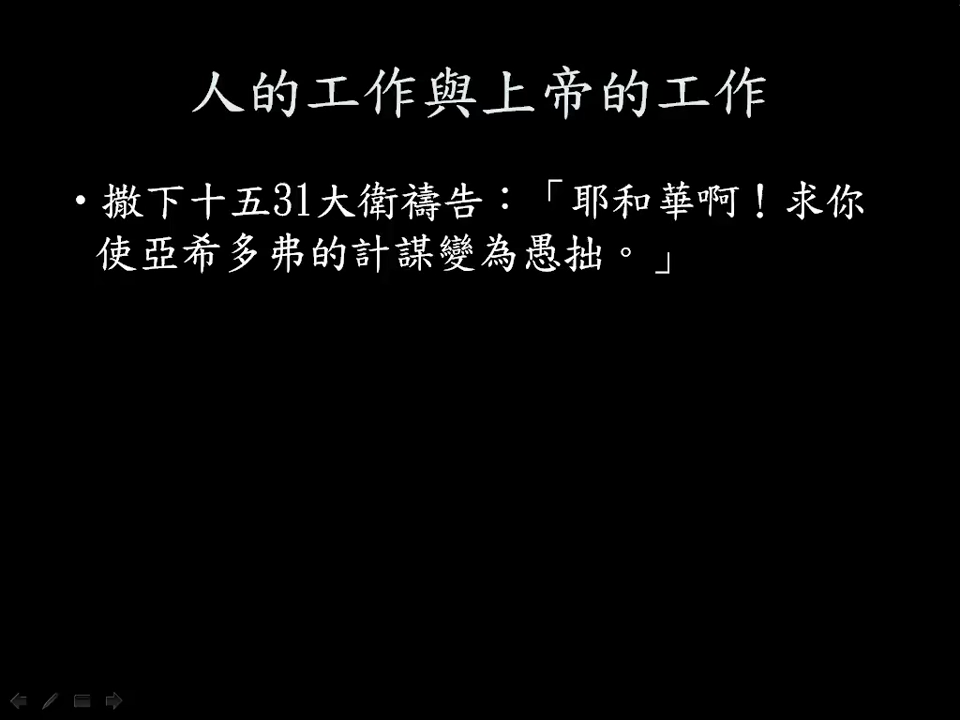 人的工作與上帝的工作
•撒下十五31大衛禱告：「耶和華啊！求你
使亞希多弗的計謀變為愚拙。」